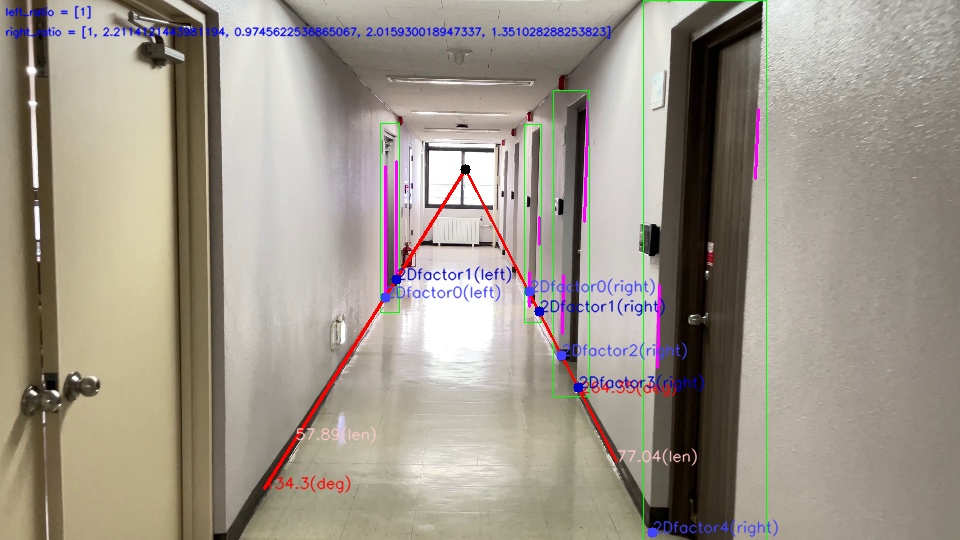 left_ratio = [1]
right_ratio = [1, 2.2114121443981194, 0.9745622536865067, 2.015930018947337, 1.351028288253823]
2Dfactor1(left)
2Dfactor0(left)
2Dfactor0(right)
2Dfactor1(right)
2Dfactor2(right)
2Dfactor3(right)
57.89(len)
77.04(len)
34.3(deg)
2Dfactor4(right)